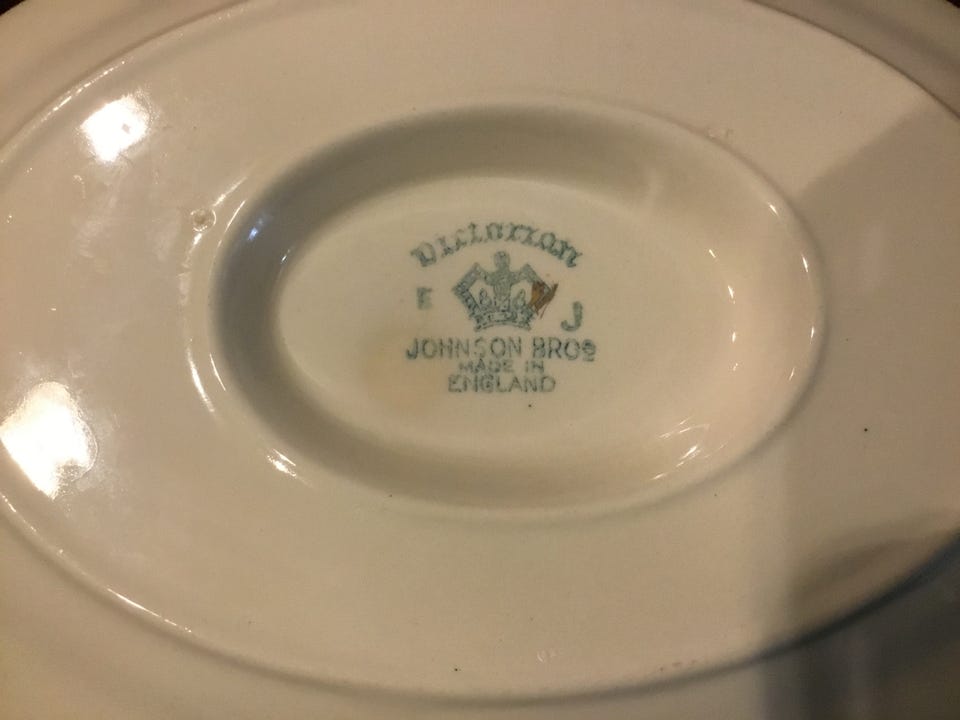 Victorian
E J
JOHNSON BROS
MADE IN
ENGLAND